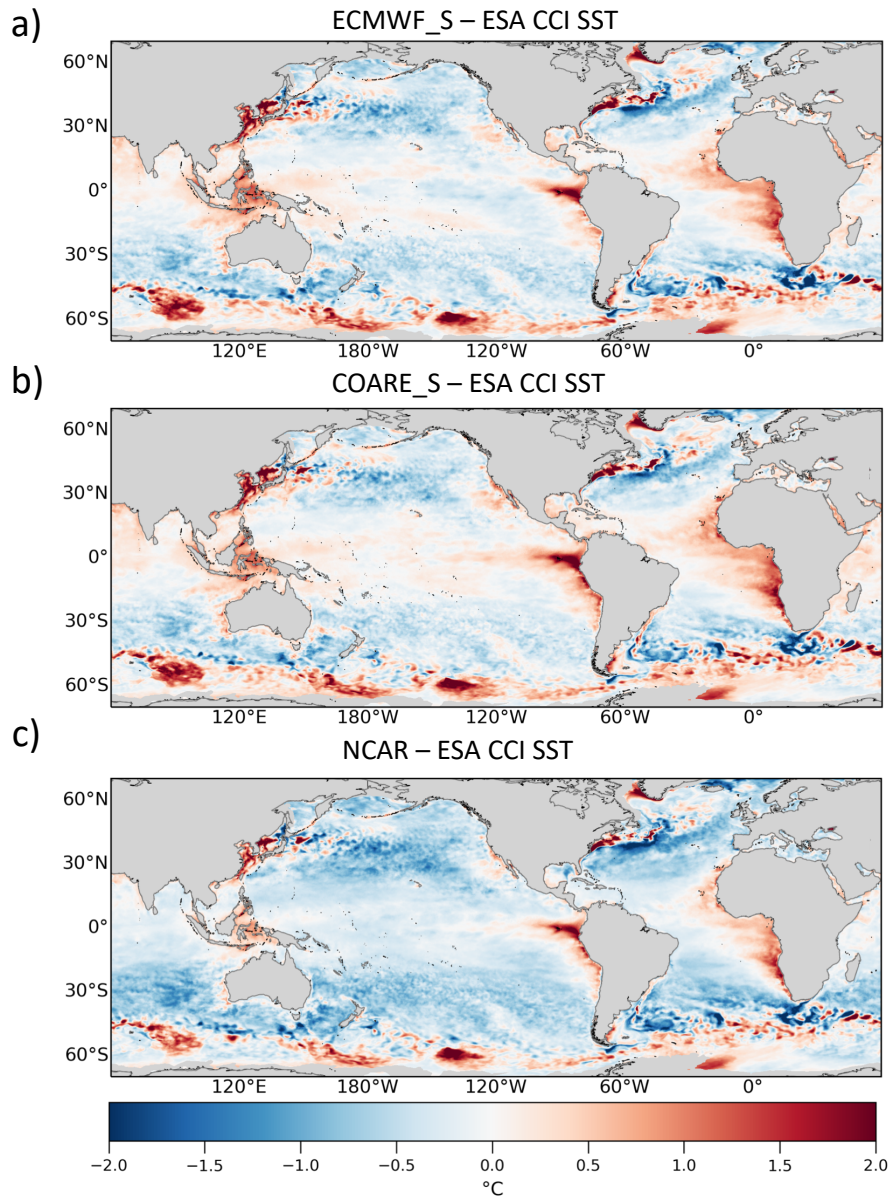 a)
ECMWF_S – ESA CCI SST
60°N
30°N
0°
30°S
60°S
120°E 180°W 120°W 60°W 0°
b)
COARE_S – ESA CCI SST
60°N
30°N
0°
30°S
60°S
120°E 180°W 120°W 60°W 0°
c)
NCAR – ESA CCI SST
60°N
30°N
0°
30°S
60°S
120°E 180°W 120°W 60°W 0°
−2.0 −1.5 −1.0 −0.5 0.0 0.5 1.0 1.5 2.0
°C